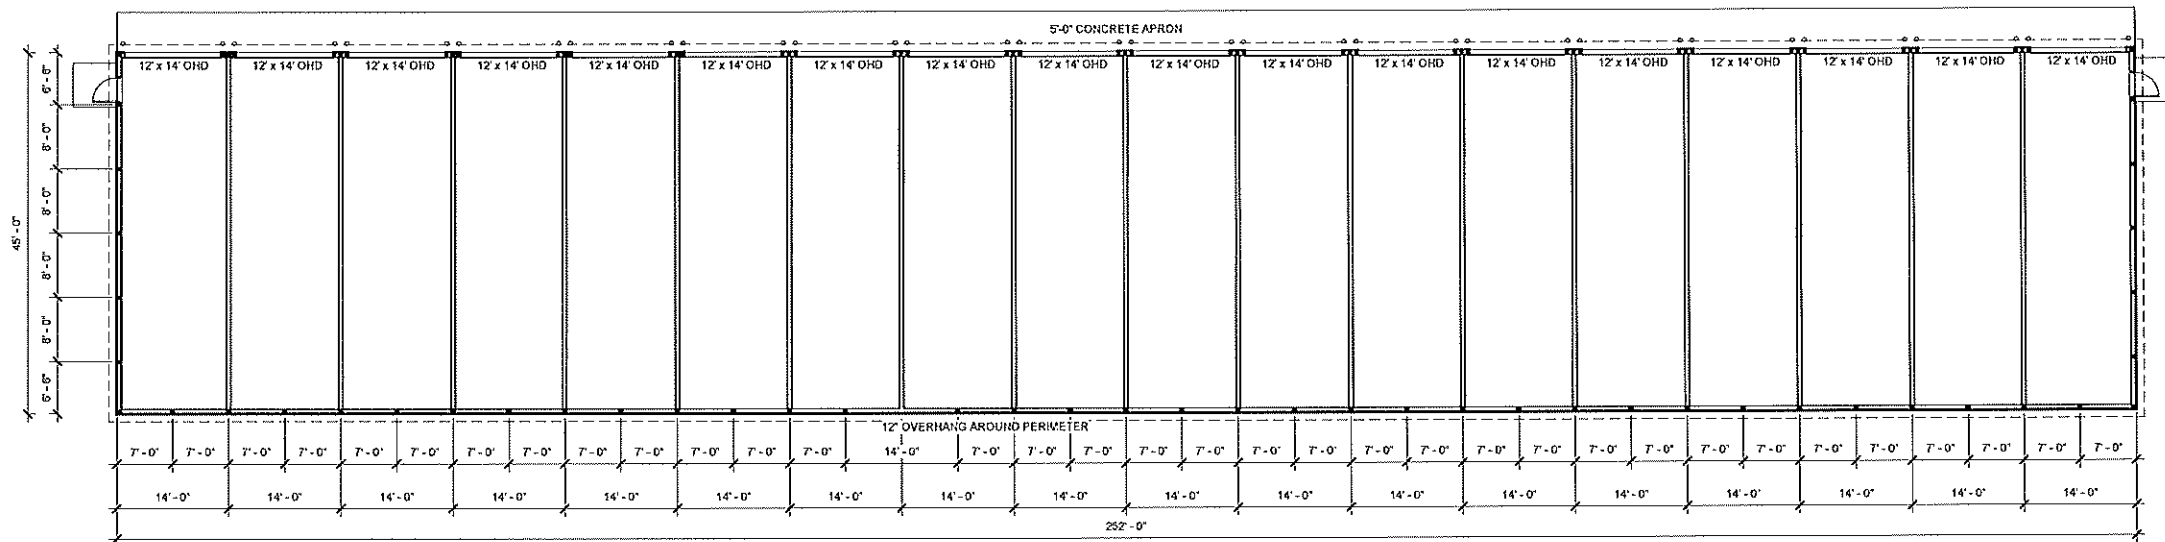 5'-0" CONCRETE APRON
12' x 14' OHD 12' x 14' OHD 12' x 14' OHD 12' x 14' OHD 12' x 14' OHD 12' x 14' OHD 12' x 14' OHD 12' x 14' OHD 12' x 14' OHD 12' x 14' OHD 12' x 14' OHD 12' x 14' OHD 12' x 14' OHD 12' x 14' OHD 12' x 14' OHD 12' x 14' OHD 12' x 14' OHD 12' x 14' OHD
6' - 6"
8' - 0"
8' - 0"
45' - 0"
8' - 0"
8' - 0"
6' - 6"
12" OVERHANG AROUND PERIMETER
7' - 0" 7' - 0" 7' - 0" 7' - 0" 7' - 0" 7' - 0" 7' - 0" 7' - 0" 7' - 0" 7' - 0" 7' - 0" 7' - 0" 7' - 0" 14' - 0" 7' - 0" 7' - 0" 7' - 0" 7' - 0" 7' - 0" 7' - 0" 7' - 0" 7' - 0" 7' - 0" 7' - 0" 7' - 0" 7' - 0" 7' - 0" 7' - 0" 7' - 0" 7' - 0" 7' - 0" 7' - 0" 7' - 0" 7' - 0" 7' - 0"
14' - 0" 14' - 0" 14' - 0" 14' - 0" 14' - 0" 14' - 0" 14' - 0" 14' - 0" 14' - 0" 14' - 0" 14' - 0" 14' - 0" 14' - 0" 14' - 0" 14' - 0" 14' - 0" 14' - 0" 14' - 0"
252' - 0"